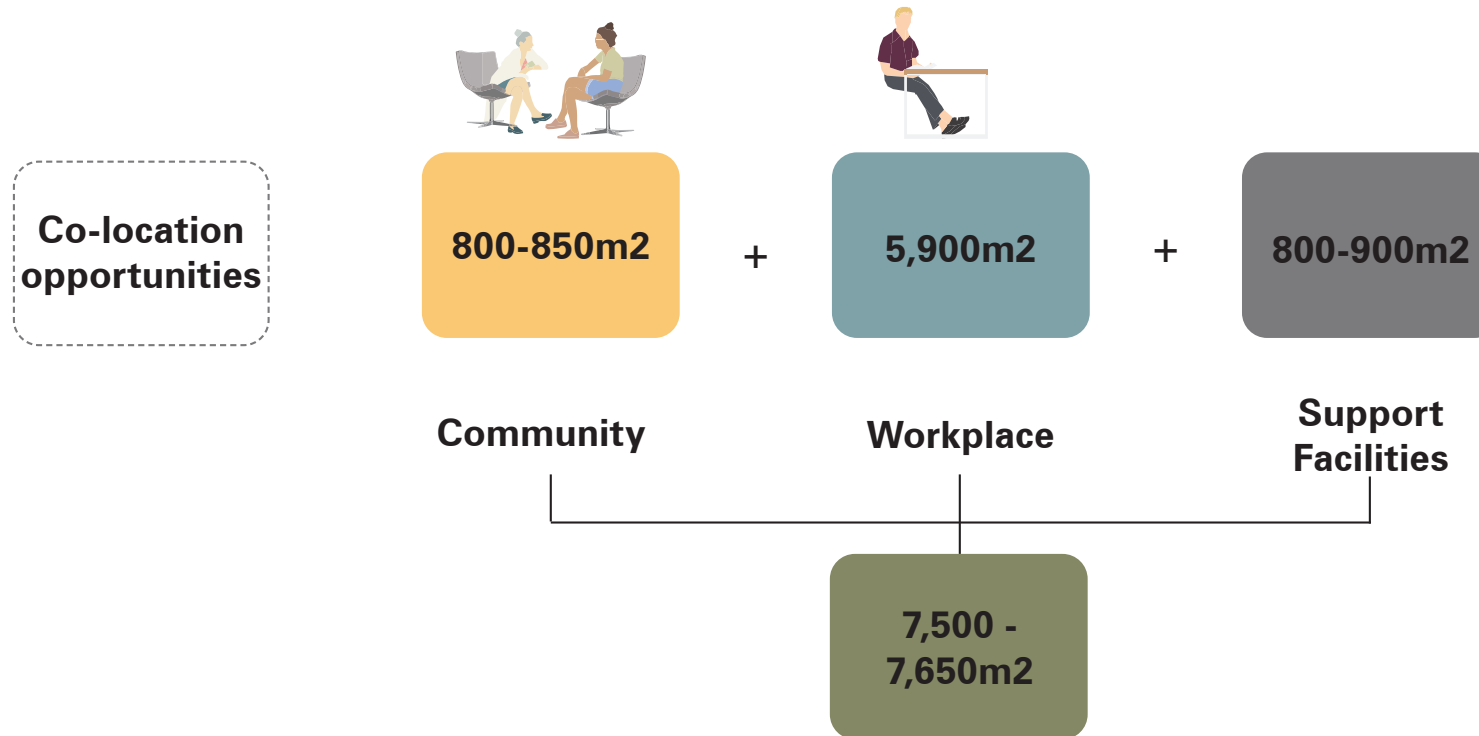 Co-location
opportunities
800-850m2
+
5,900m2
+
800-900m2
Community
Workplace
Support
Facilities
7,500 -
7,650m2